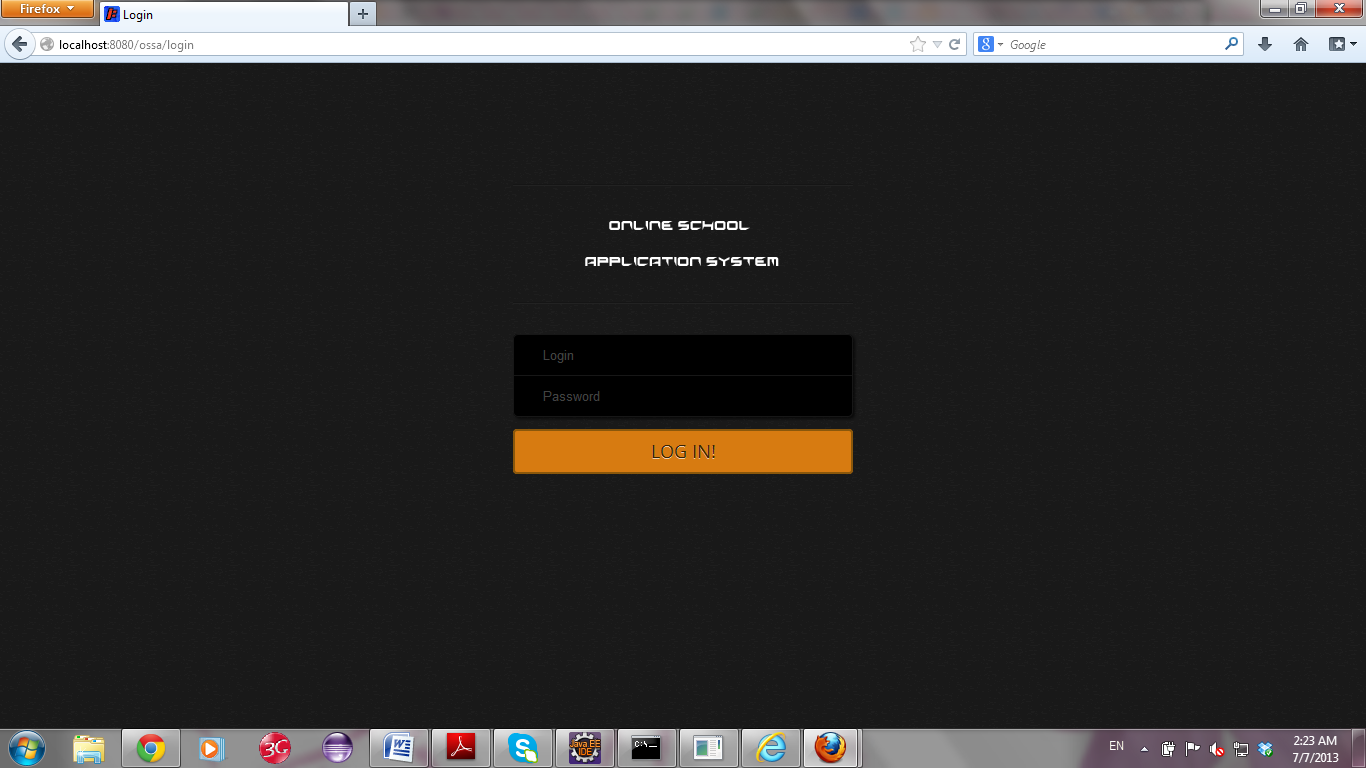 Firefox
Login
localhost:8080/ossa/login
Google
ONLINE SCHOOL
APPLICATION SYSTEM
Login
Password
LOG IN!
3G
Java EE
IDE
C:\
EN
2:23 AM
7/7/2013